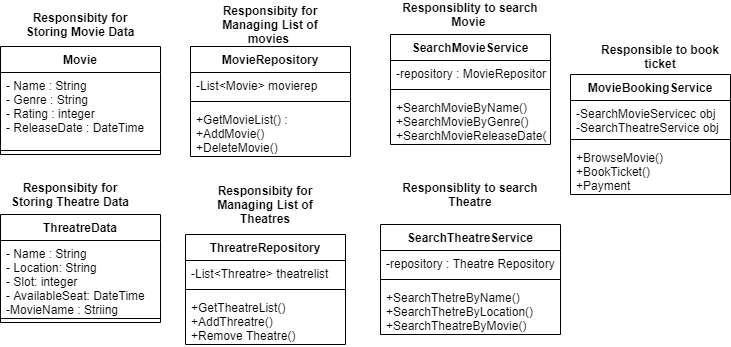 Responsibity for
Storing Movie Data
Movie
- Name : String
- Genre : String
- Rating : integer
- ReleaseDate : DateTime
Responsibity for
Managing List of
movies
MovieRepository
-List<Movie> movierep
+GetMovieList() :
+AddMovie()
+DeleteMovie()
Responsiblity to search
Movie
SearchMovieService
-repository : MovieRepositor
+SearchMovieByName()
+SearchMovieByGenre()
+SearchMovieReleaseDate(
Responsible to book
ticket
MovieBookingService
-SearchMovieServicec obj
-SearchTheatreService obj
+BrowseMovie()
+BookTicket()
+Payment
Responsibity for
Storing Theatre Data
ThreatreData
- Name : String
- Location: String
- Slot: integer
- AvailableSeat: DateTime
-MovieName : Striing
Responsibity for
Managing List of
Theatres
ThreatreRepository
-List<Threatre> theatrelist
+GetTheatreList()
+AddThreatre()
+Remove Theatre()
Responsiblity to search
Theatre
SearchTheatreService
-repository : Theatre Repository
+SearchThetreByName()
+SearchThetreByLocation()
+SearchTheatreByMovie()